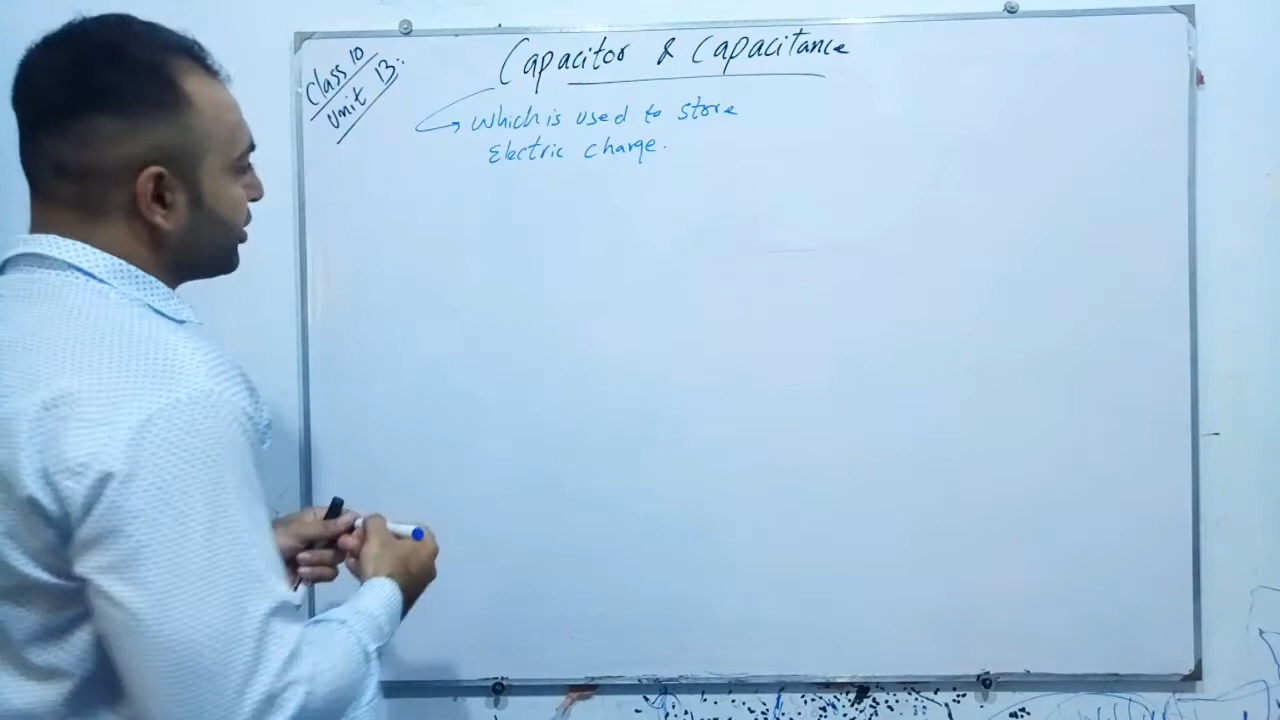 Class 10
Unit 13:
Capacitor & Capacitance
Which is used to store
Electric charge.